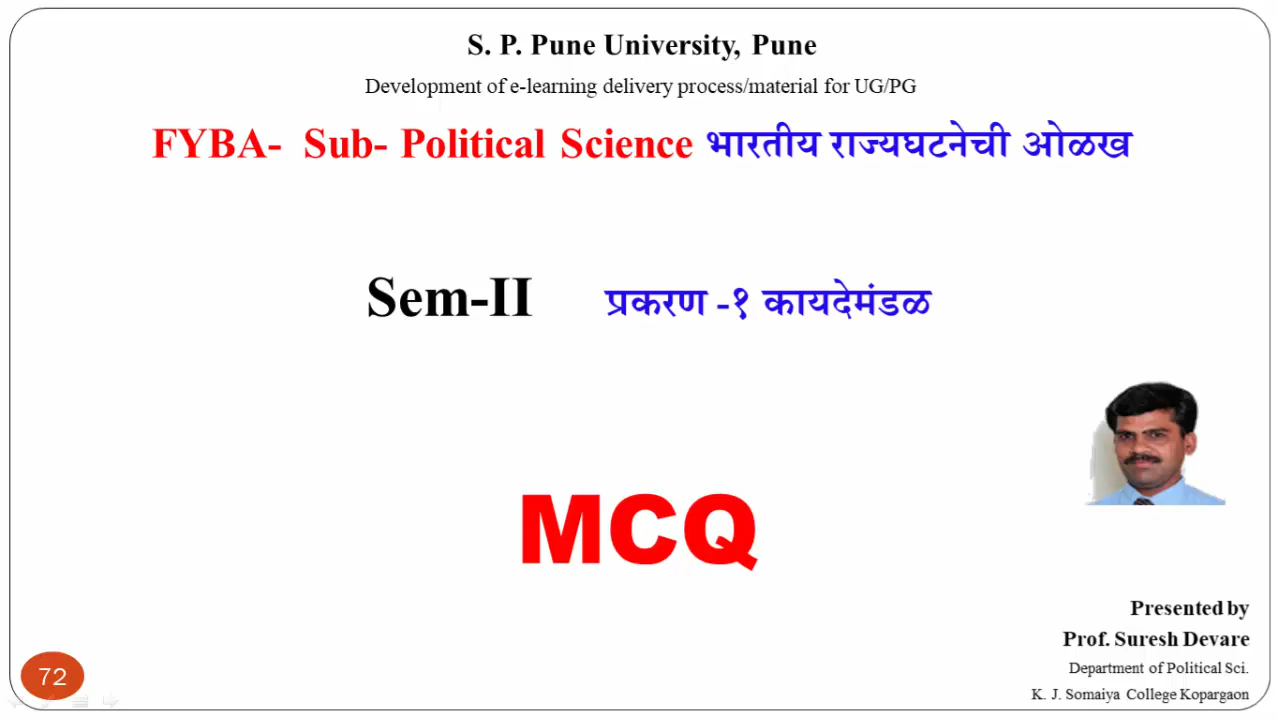 S. P. Pune University, Pune
Development of e-learning delivery process/material for UG/PG
FYBA- Sub- Political Science भारतीय राज्यघटनेची ओळख
Sem-II प्रकरण -१ कायदेमंडळ
MCQ
Presented by
Prof. Suresh Devare
Department of Political Sci.
K. J. Somaiya College Kopargaon
72